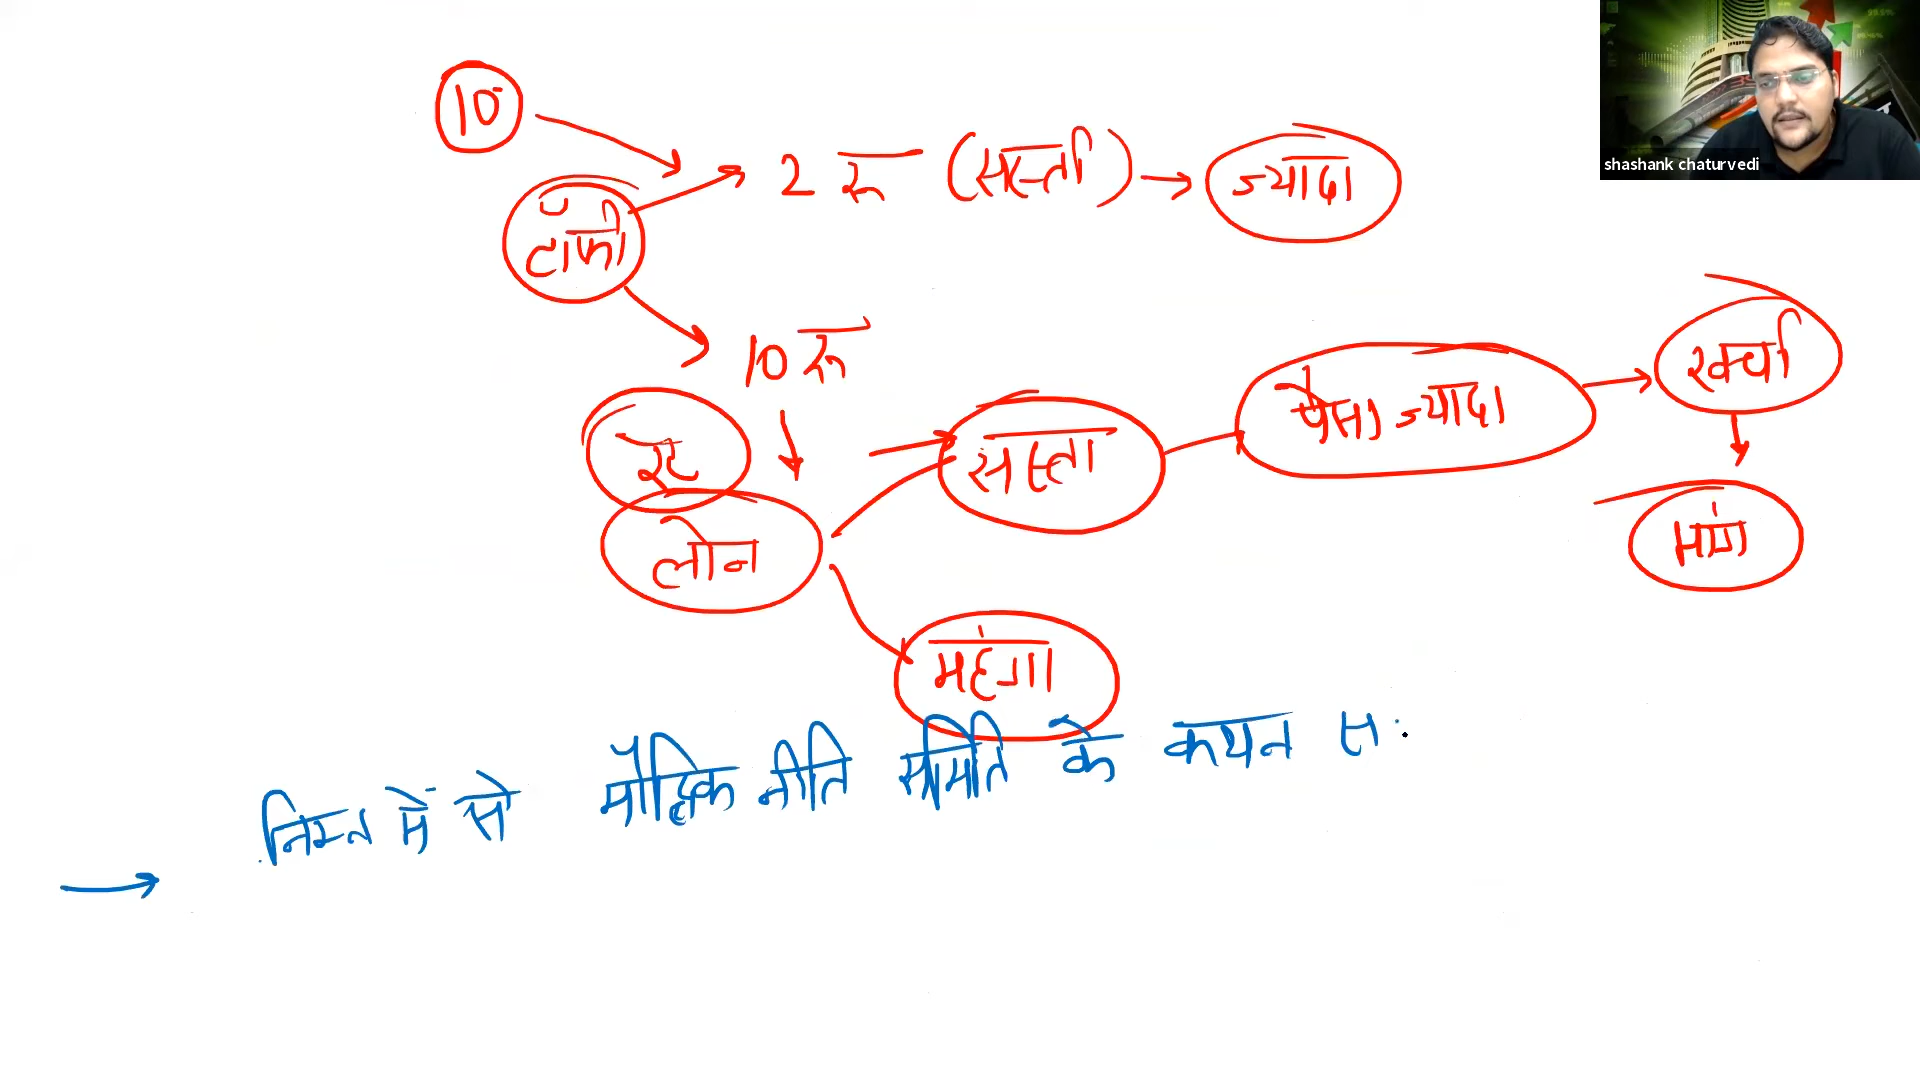 10
shashank chaturvedi
2 रू (सस्ती) ज्यादा
टॉफी
10 रू
खर्चा
रेट
सस्ता
पैसा ज्यादा
लोन
मांग
महंगा
निम्न में से मौद्रिक नीति समिति के कथन स